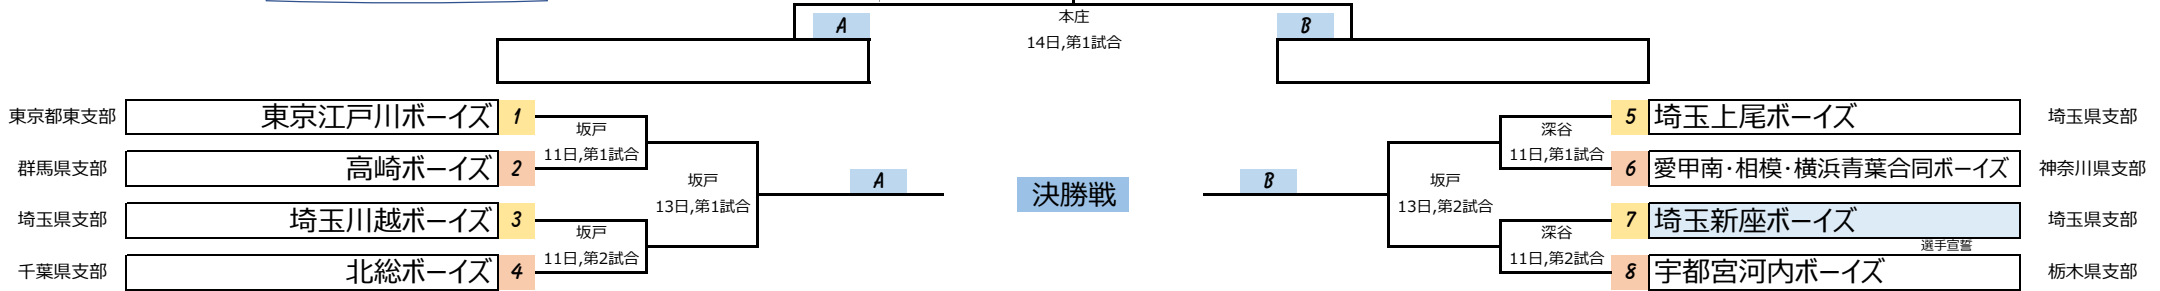 A
本庄
14日,第1試合
B
東京都東支部
東京江戸川ボーイズ
1
坂戸
11日,第1試合
群馬県支部
高崎ボーイズ
2
埼玉県支部
埼玉川越ボーイズ
3
坂戸
11日,第2試合
千葉県支部
北総ボーイズ
4
坂戸
13日,第1試合
A
決勝戦
B
坂戸
13日,第2試合
深谷
11日,第1試合
5
埼玉上尾ボーイズ
埼玉県支部
6
愛甲南・相模・横浜青葉合同ボーイズ
神奈川県支部
深谷
11日,第2試合
7
埼玉新座ボーイズ
選手宣誓
埼玉県支部
8
宇都宮河内ボーイズ
栃木県支部